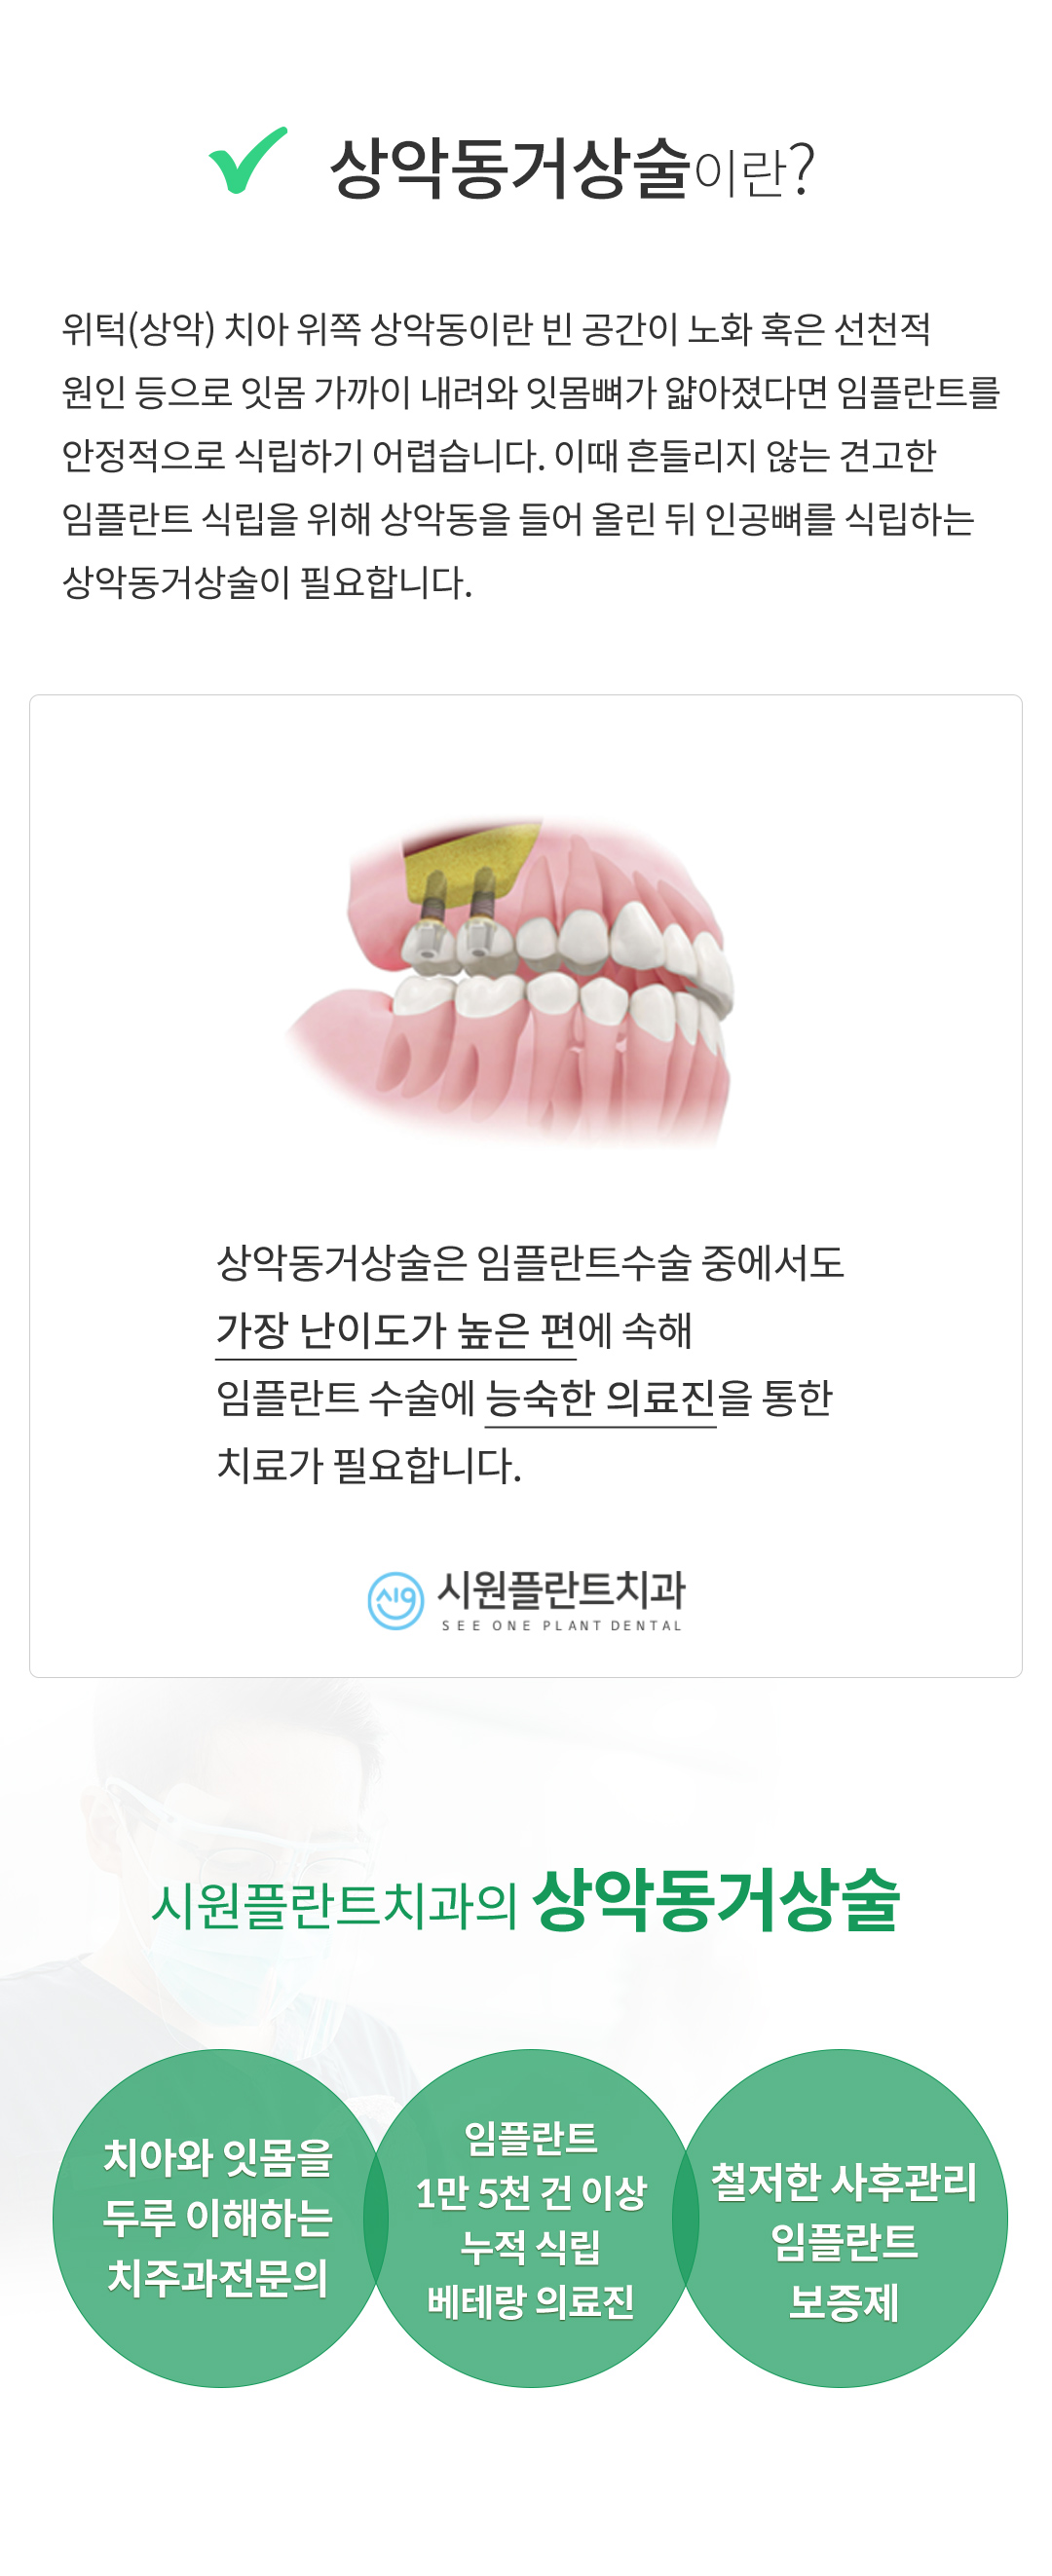 상악동거상술이란?
위턱(상악) 치아 위쪽 상악동이란 빈 공간이 노화 혹은 선천적
원인 등으로 잇몸 가까이 내려와 잇몸뼈가 얇아졌다면 임플란트를
안정적으로 식립하기 어렵습니다. 이때 흔들리지 않는 견고한
임플란트 식립을 위해 상악동을 들어 올린 뒤 인공뼈를 식립하는
상악동거상술이 필요합니다.
상악동거상술은 임플란트수술 중에서도
가장 난이도가 높은 편에 속해
임플란트 수술에 능숙한 의료진을 통한
치료가 필요합니다.
시원플란트치과
SEE ONE PLANT DENTAL
시원플란트치과의 상악동거상술
치아와 잇몸을
두루 이해하는
치주과전문의
임플란트
1만 5천 건 이상
누적 식립
베테랑 의료진
철저한 사후관리
임플란트
보증제